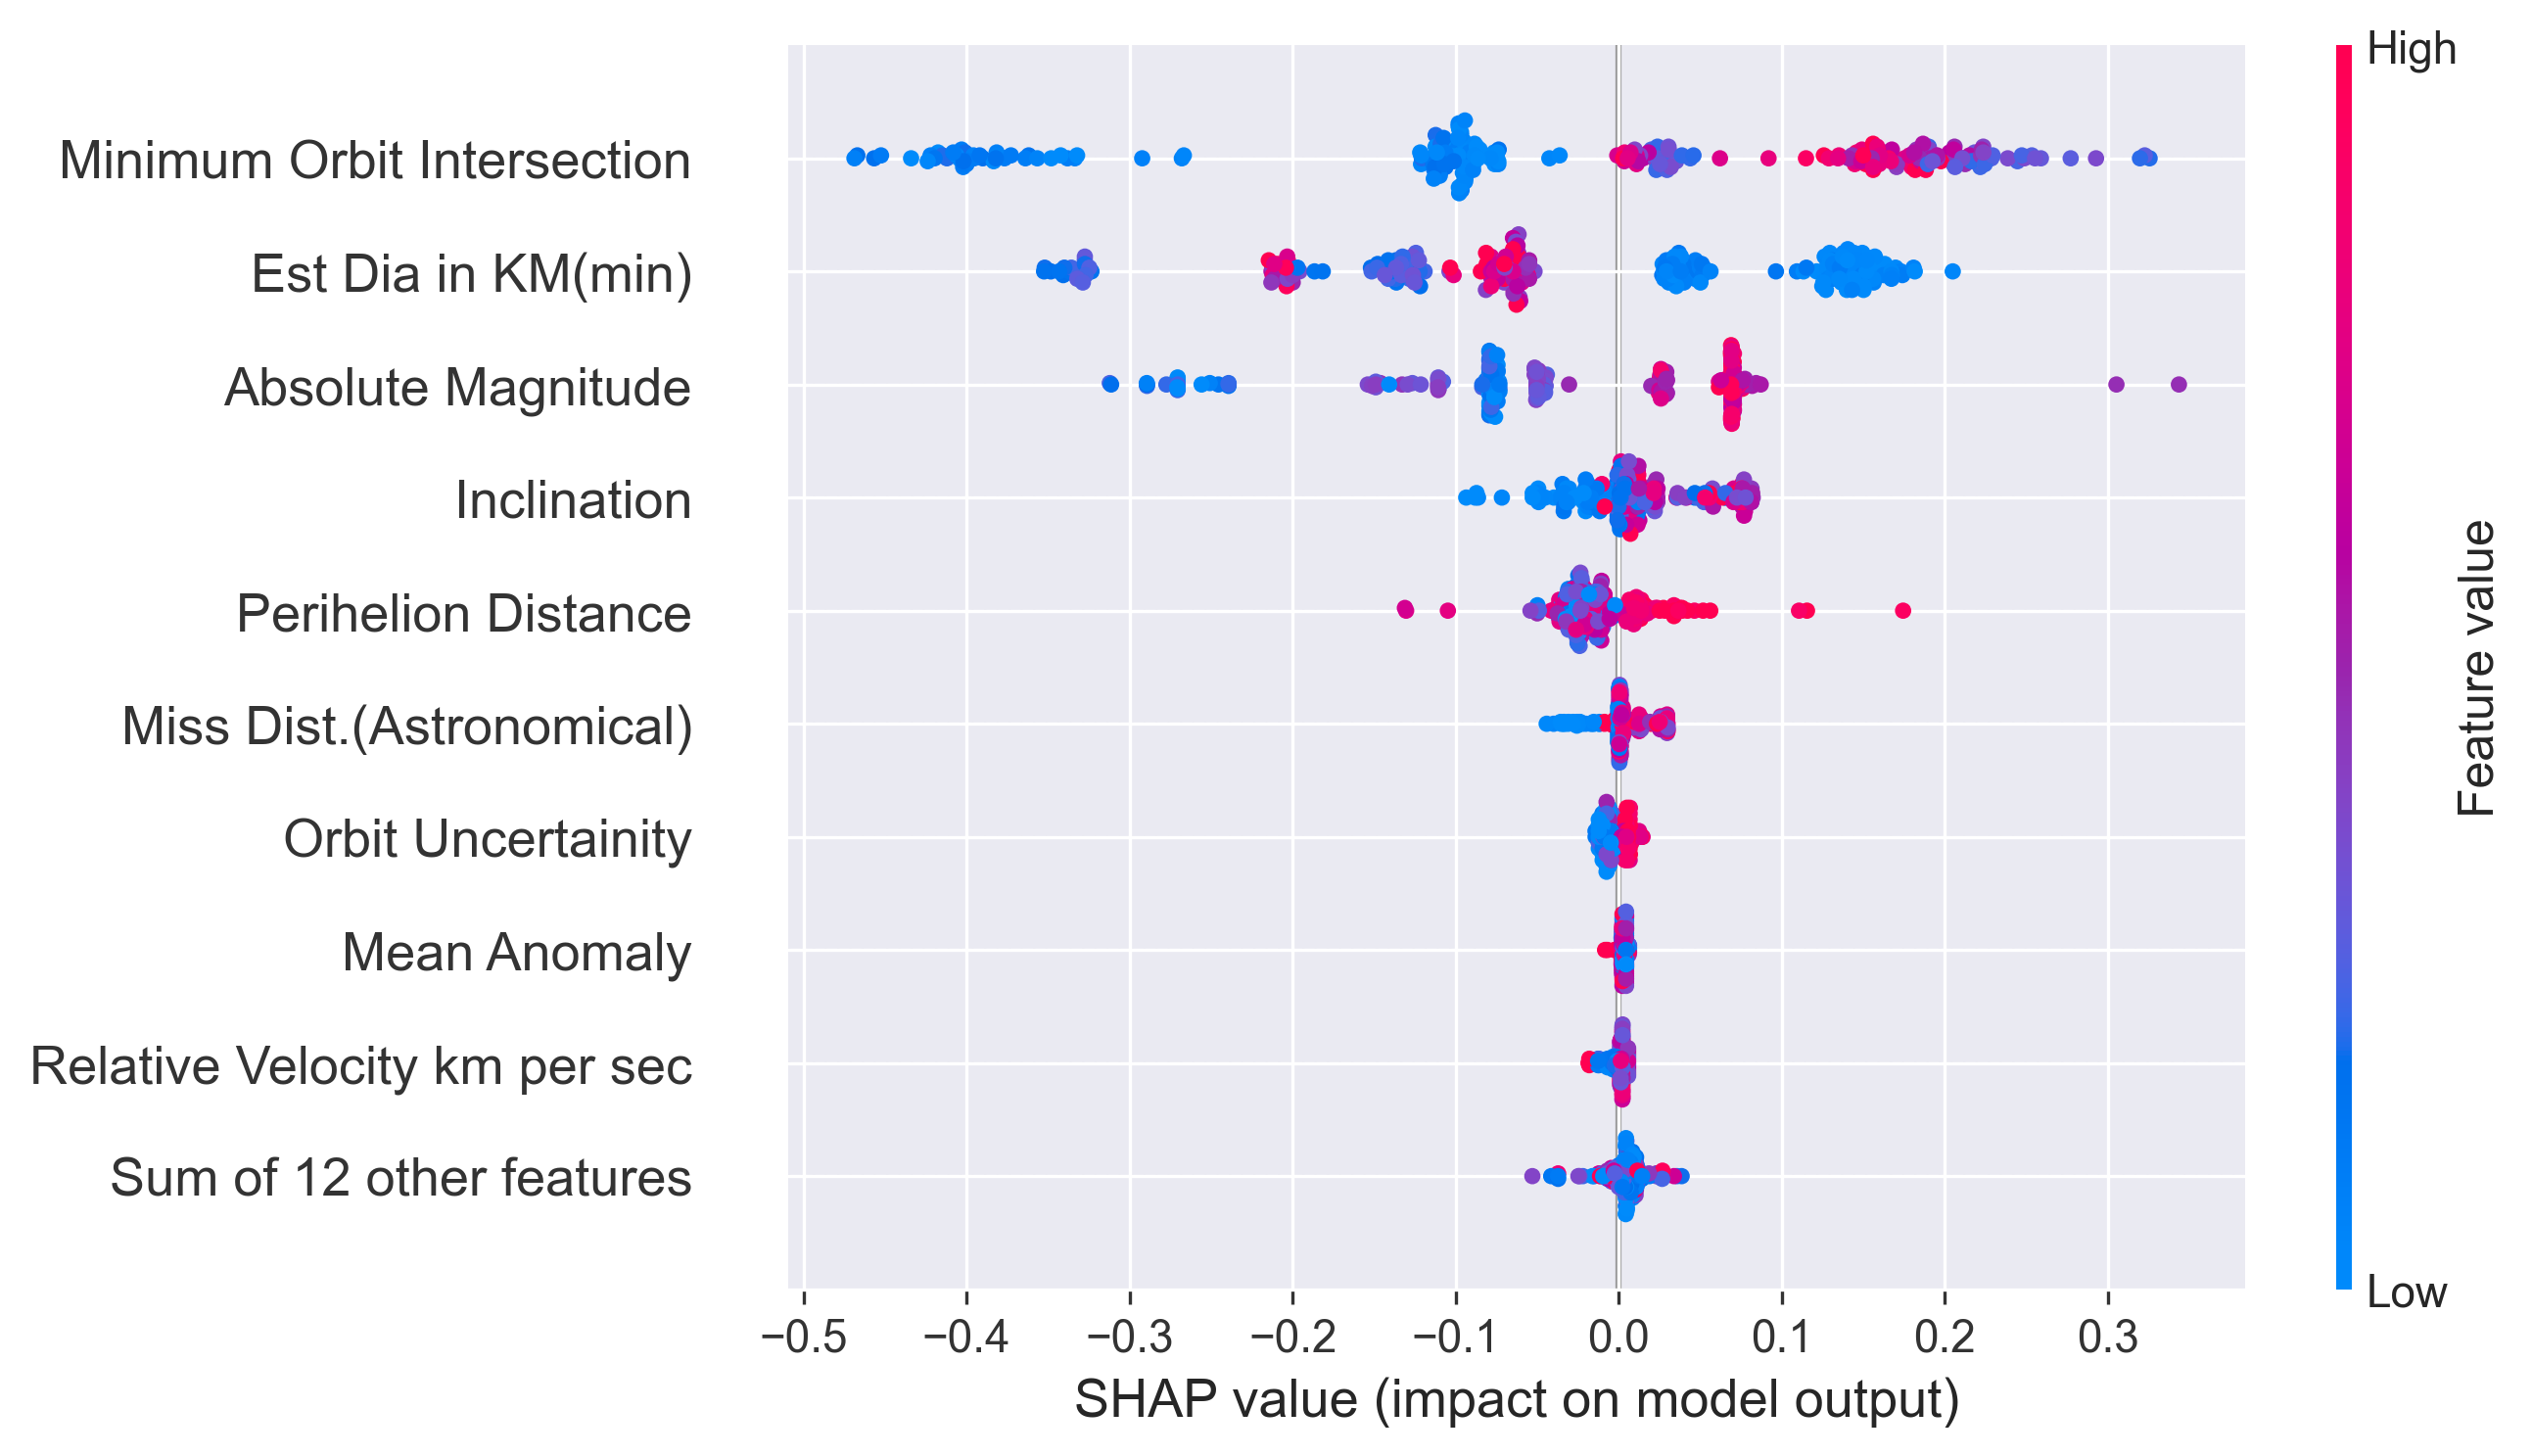 High
Minimum Orbit Intersection
Est Dia in KM(min)
Absolute Magnitude
Inclination
Perihelion Distance
Miss Dist.(Astronomical)
Orbit Uncertainity
Mean Anomaly
Relative Velocity km per sec
Sum of 12 other features
Feature value
Low
−0.5 −0.4 −0.3 −0.2 −0.1 0.0 0.1 0.2 0.3
SHAP value (impact on model output)